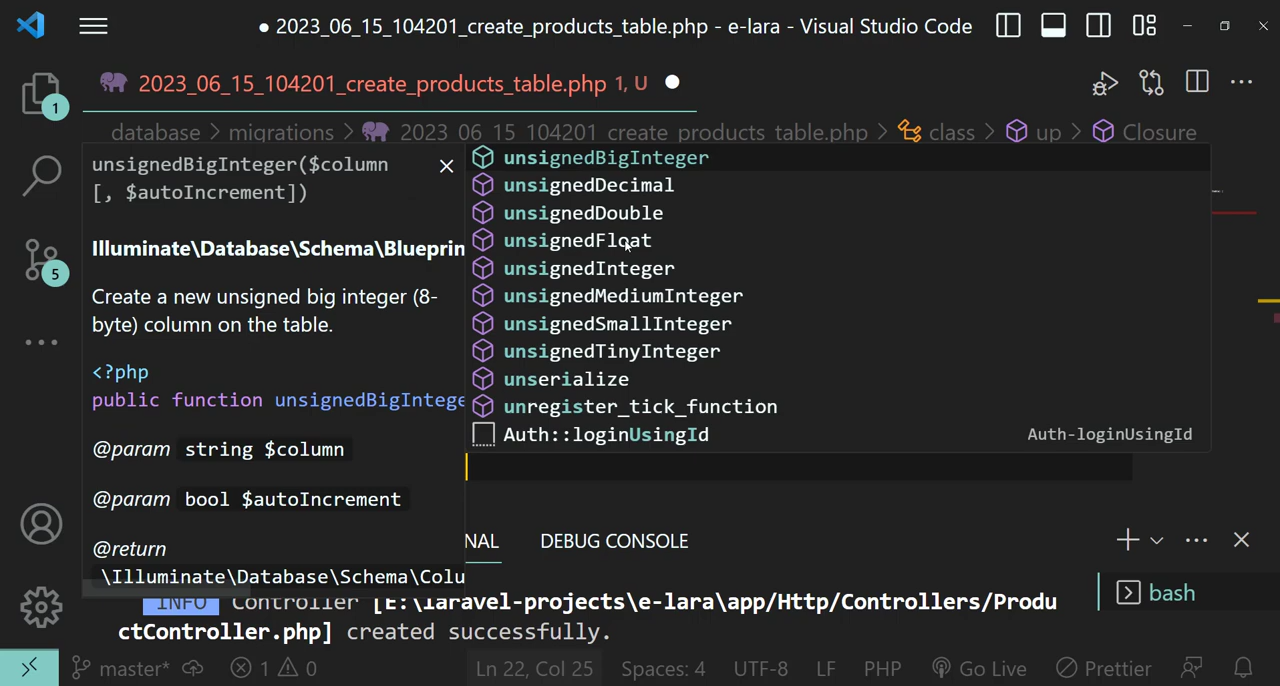 ● 2023_06_15_104201_create_products_table.php - e-lara - Visual Studio Code
2023_06_15_104201_create_products_table.php 1, U
database > migrations > 2023_06_15_104201_create_products_table.php > class > up > Closure
1
5
unsignedBigInteger($column
[, $autoIncrement])
Illuminate\Database\Schema\Blueprin
Create a new unsigned big integer (8-
byte) column on the table.
<?php
public function unsignedBigIntege
@param string $column
@param bool $autoIncrement
@return
\Illuminate\Database\Schema\Colu
unsignedBigInteger
unsignedDecimal
unsignedDouble
unsignedFloat
unsignedInteger
unsignedMediumInteger
unsignedSmallInteger
unsignedTinyInteger
unserialize
unregister_tick_function
Auth::loginUsingId Auth-loginUsingId
NAL DEBUG CONSOLE
INFO Controller [E:\laravel-projects\e-lara\app/Http/Controllers/Produ
ctController.php] created successfully.
bash
master* 1 0 Ln 22, Col 25 Spaces: 4 UTF-8 LF PHP Go Live Prettier